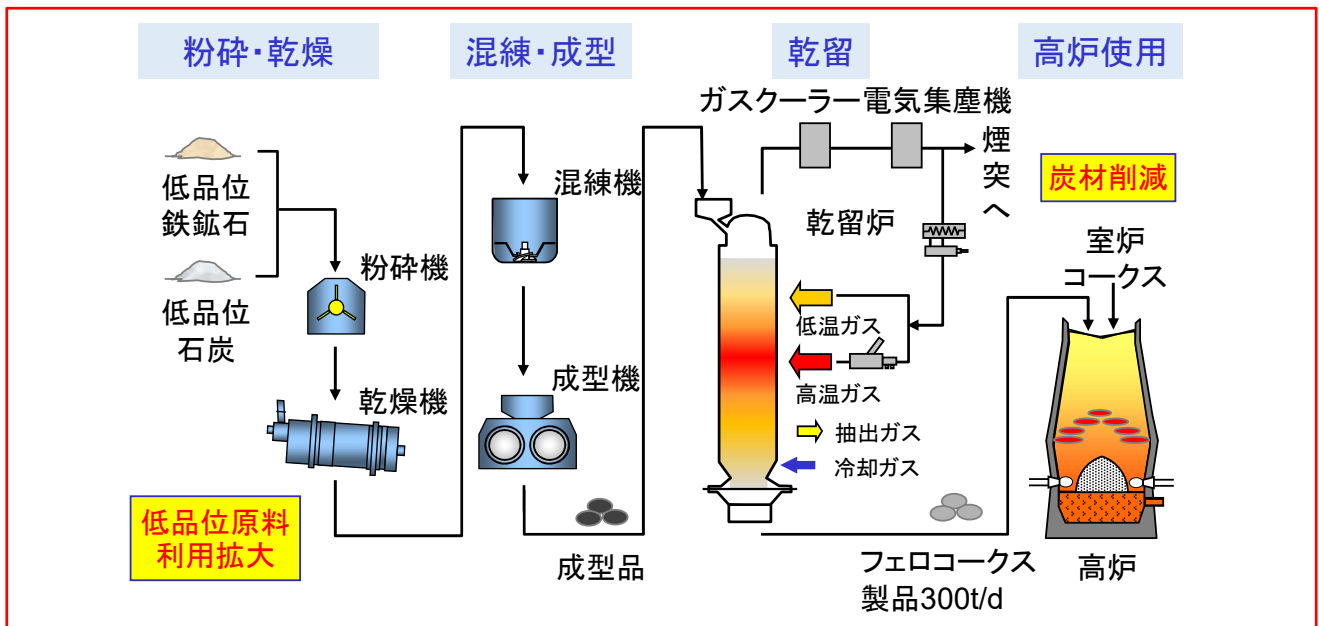 粉砕・乾燥
混練・成型
乾留
高炉使用
低品位
鉄鉱石
低品位
石炭
粉砕機
乾燥機
低品位原料
利用拡大
混練機
成型機
成型品
ガスクーラー
電気集塵機
煙突へ
乾留炉
低温ガス
高温ガス
抽出ガス
冷却ガス
フェロコークス
製品300t/d
炭材削減
室炉
コークス
高炉